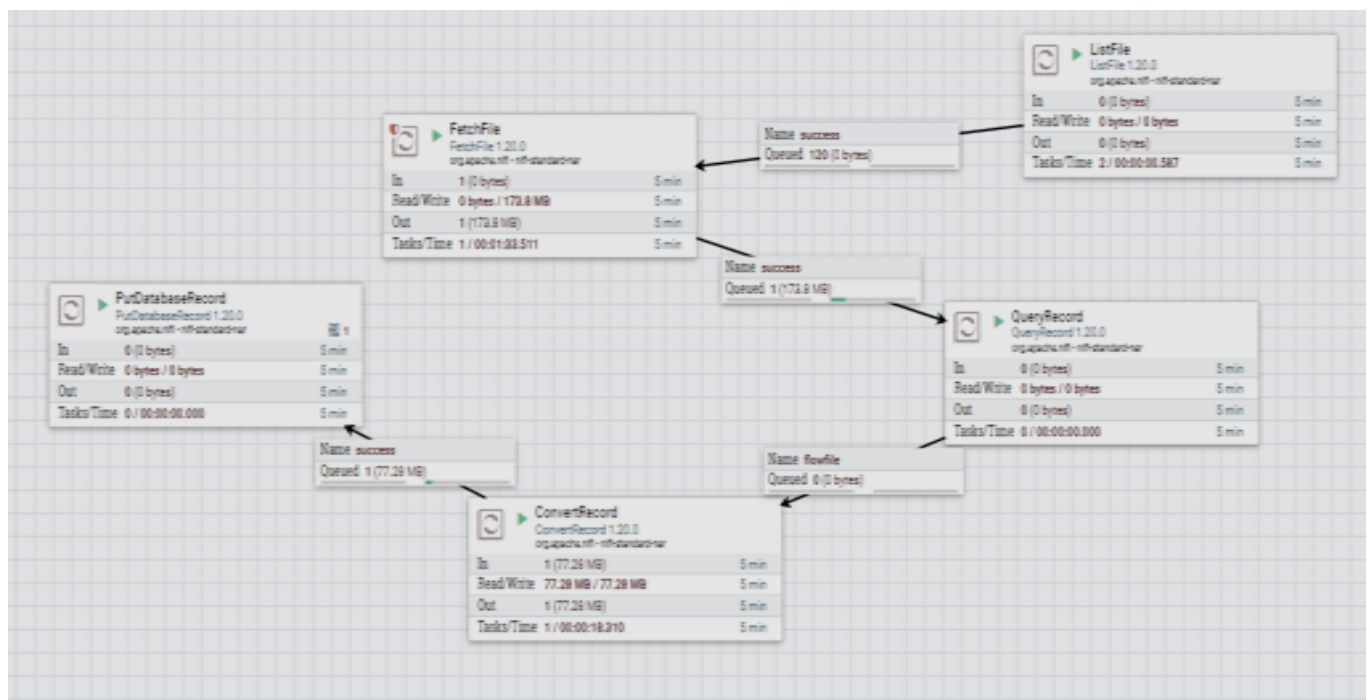 ListFile
ListFile 1.20.0
org.apache.nifi - nifi-standard-nar
In 0 (0 bytes) 5 min
Read/Write 0 bytes / 0 bytes 5 min
Out 0 (0 bytes) 5 min
Tasks/Time 2 / 00:00:00.587 5 min
Name success
Queued 120 (0 bytes)
FetchFile
FetchFile 1.20.0
org.apache.nifi - nifi-standard-nar
In 1 (0 bytes) 5 min
Read/Write 0 bytes / 173.8 MB 5 min
Out 1 (173.8 MB) 5 min
Tasks/Time 1 / 00:01:33.511 5 min
Name success
Queued 1 (173.8 MB)
QueryRecord
QueryRecord 1.20.0
org.apache.nifi - nifi-standard-nar
In 0 (0 bytes) 5 min
Read/Write 0 bytes / 0 bytes 5 min
Out 0 (0 bytes) 5 min
Tasks/Time 0 / 00:00:00.000 5 min
Name flowfile
Queued 0 (0 bytes)
ConvertRecord
ConvertRecord 1.20.0
org.apache.nifi - nifi-standard-nar
In 1 (77.28 MB) 5 min
Read/Write 77.28 MB / 77.28 MB 5 min
Out 1 (77.28 MB) 5 min
Tasks/Time 1 / 00:00:18.310 5 min
Name success
Queued 1 (77.28 MB)
PutDatabaseRecord
PutDatabaseRecord 1.20.0
org.apache.nifi - nifi-standard-nar
1
In 0 (0 bytes) 5 min
Read/Write 0 bytes / 0 bytes 5 min
Out 0 (0 bytes) 5 min
Tasks/Time 0 / 00:00:00.000 5 min